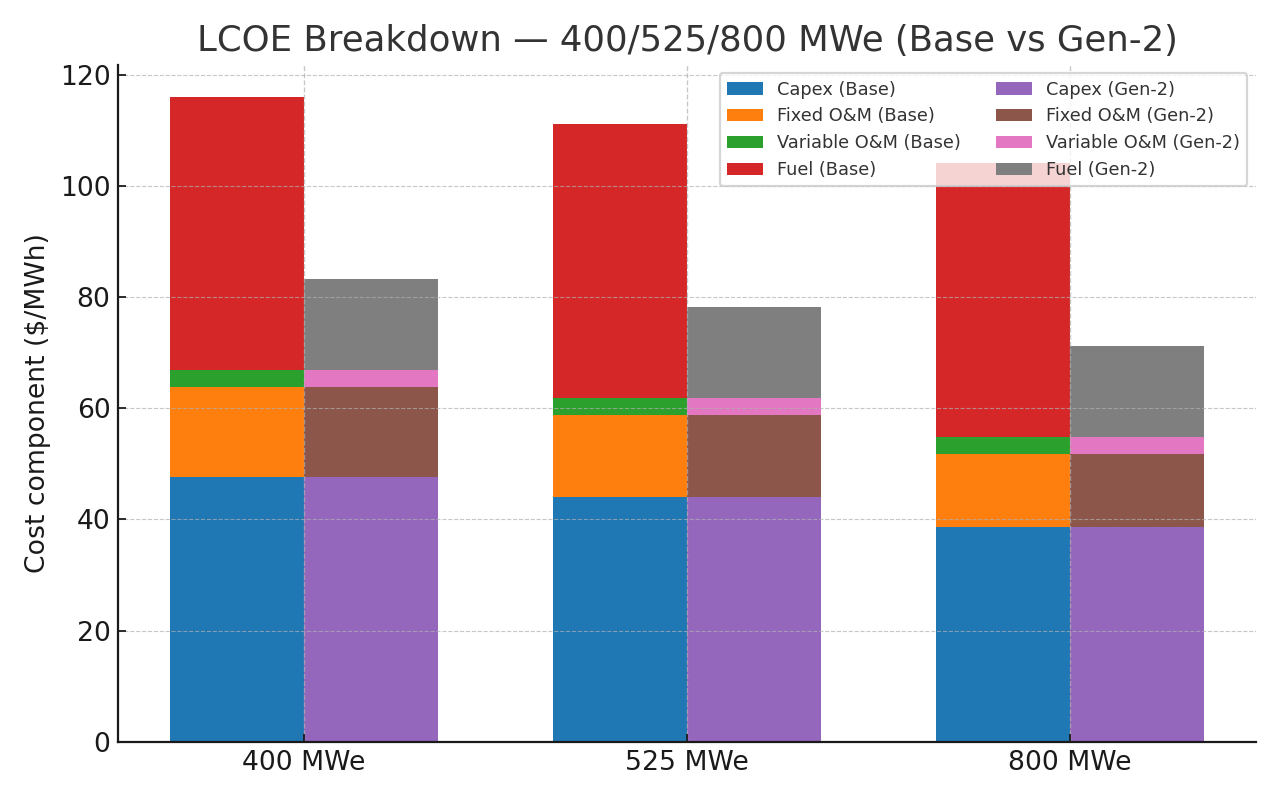 LCOE Breakdown — 400/525/800 MWe (Base vs Gen-2)
Cost component ($/MWh)
120
100
80
60
40
20
0
Capex (Base)
Fixed O&M (Base)
Variable O&M (Base)
Fuel (Base)
Capex (Gen-2)
Fixed O&M (Gen-2)
Variable O&M (Gen-2)
Fuel (Gen-2)
400 MWe
525 MWe
800 MWe